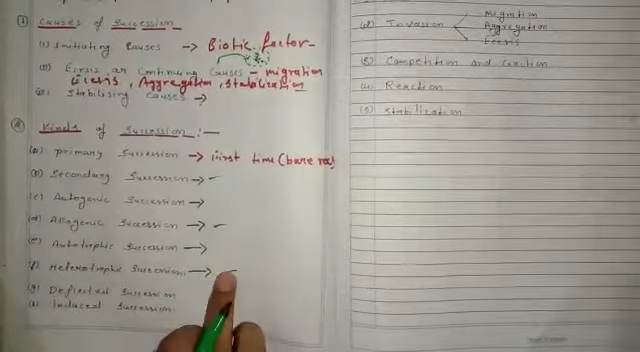 ① Causes of Succession -
(i) Initiating Causes -> Biotic factor -
(ii) Ecesis or Continuing Causes - migration
Ecesis, Aggregation, Stabilization
Stabilising causes ->
② Kinds of Succession :-
(a) primary Succession -> First time (bare
(b) Secondary Succession ->
(c) Autogenic Succession ->
(d) Allogenic Succession ->
(e) Autotrophic Succession ->
(f) Heterotrophic Succession ->
(g) Deflected Succession
Induced Succession
(2) Invasion < Migration
Aggregation
Ecesis
(3) Competition and coaction
(4) Reaction
(5) Stabilization